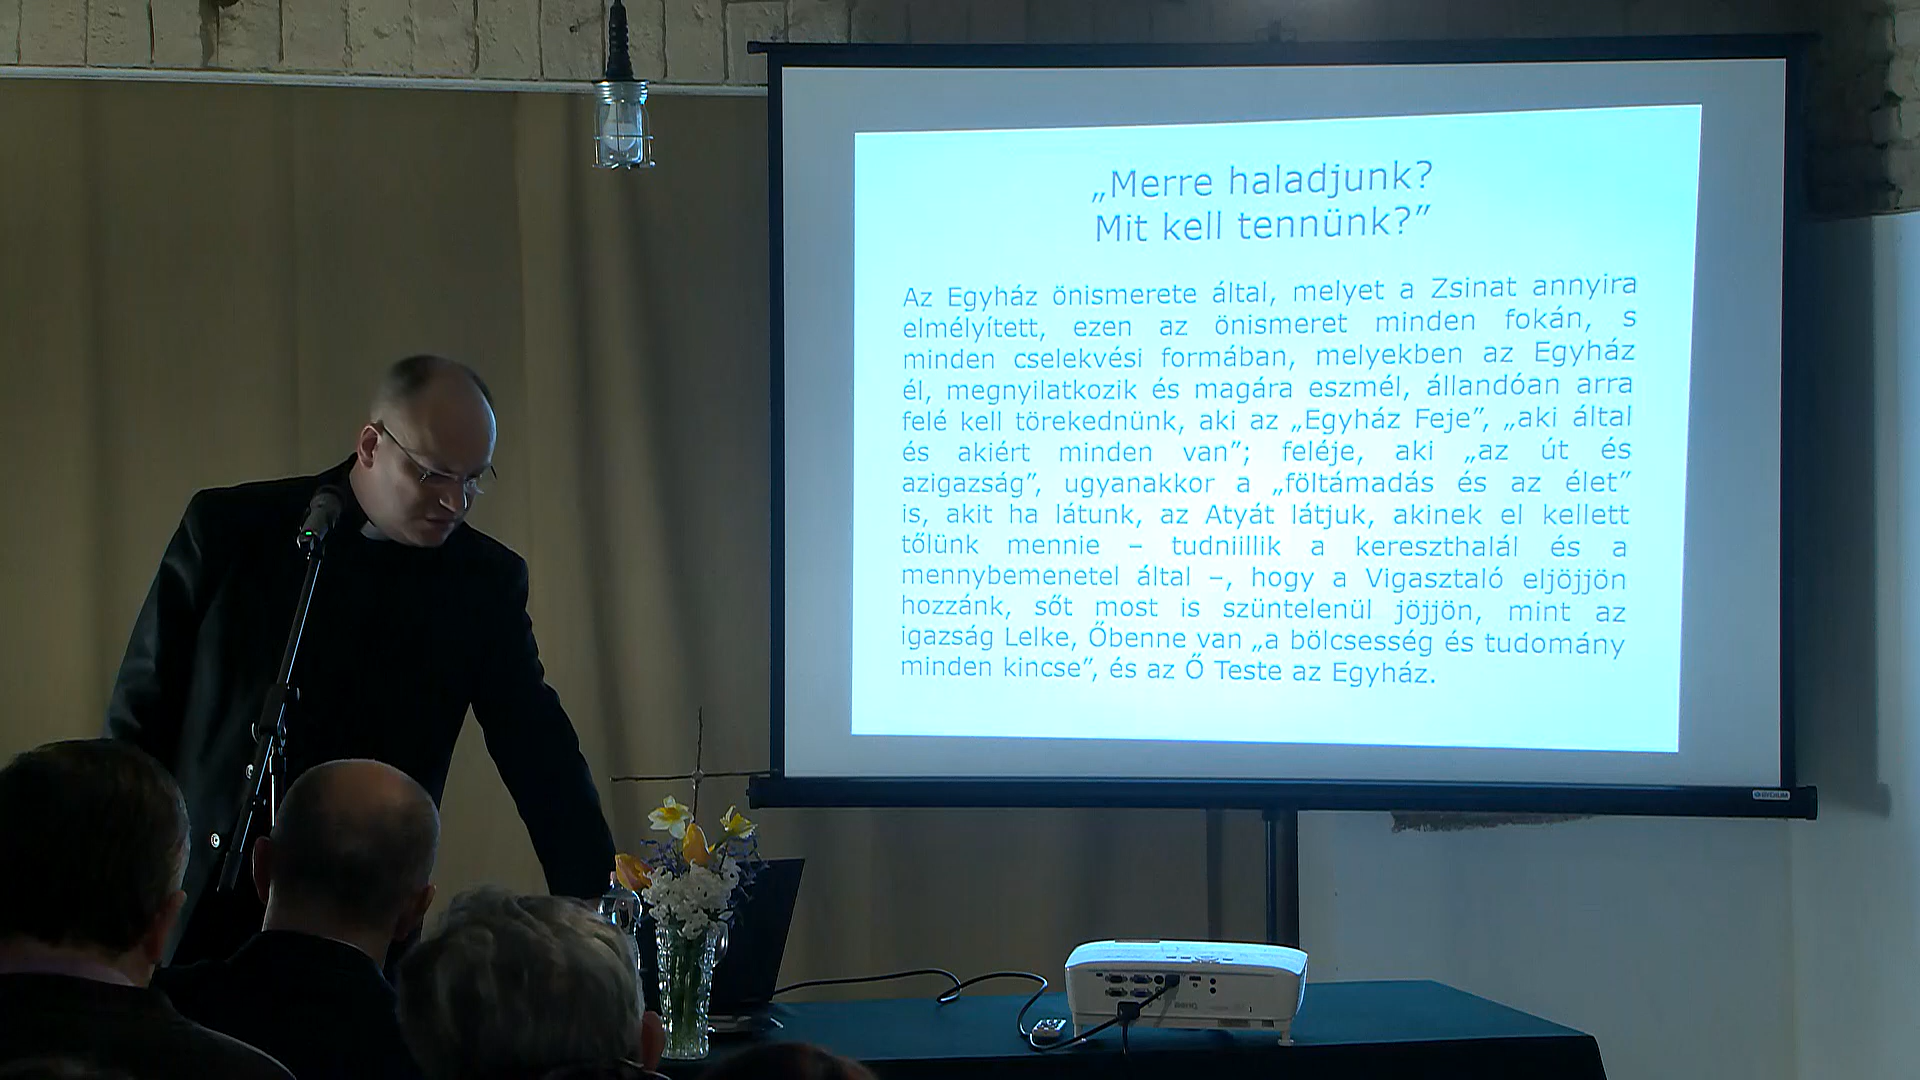 „Merre haladjunk?
Mit kell tennünk?”
Az Egyház önismerete által, melyet a Zsinat annyira
elmélyített, ezen az önismeret minden fokán, s
minden cselekvési formában, melyekben az Egyház
él, megnyilatkozik és magára eszmél, állandóan arra
felé kell törekednünk, aki az „Egyház Feje”, „aki által
és akiért minden van”; feléje, aki „az út és
azigazság”, ugyanakkor a „föltámadás és az élet”
is, akit ha látunk, az Atyát látjuk, akinek el kellett
tőlünk mennie – tudniillik a kereszthalál és a
mennybemenetel által –, hogy a Vigasztaló eljöjjön
hozzánk, sőt most is szüntelenül jöjjön, mint az
igazság Lelke, Őbenne van „a bölcsesség és tudomány
minden kincse”, és az Ő Teste az Egyház.
BENQ